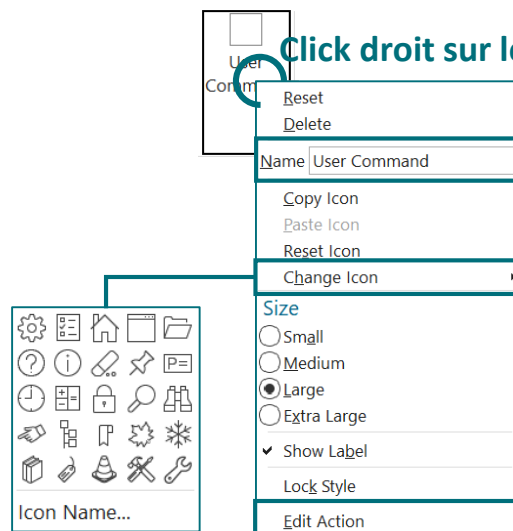 Click droit sur l
User
Comm
Reset
Delete
Name User Command
Copy Icon
Paste Icon
Reset Icon
Change Icon
Size
Small
Medium
Large
Extra Large
Show Label
Lock Style
Edit Action
P=
Icon Name...